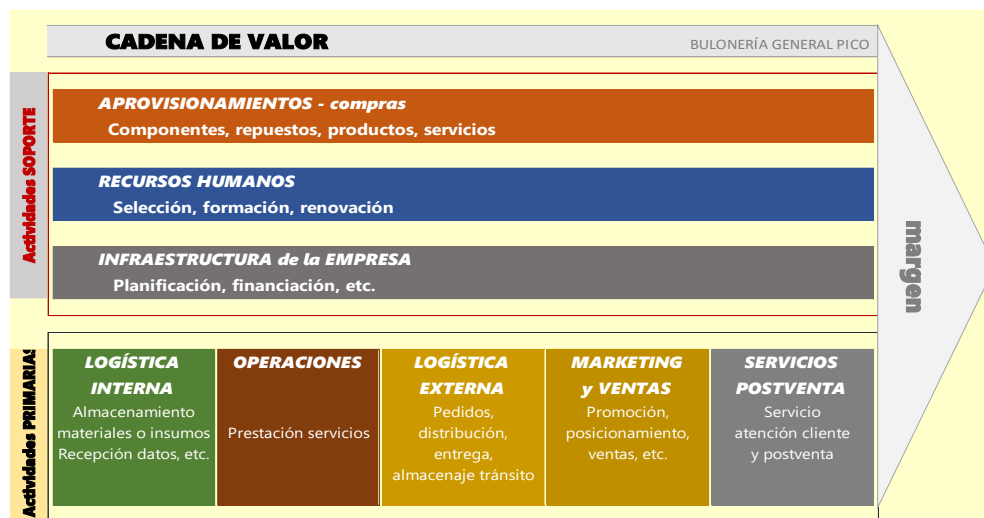 CADENA DE VALOR
BULONERÍA GENERAL PICO
Actividades SOPORTE
APROVISIONAMIENTOS - compras
Componentes, repuestos, productos, servicios
RECURSOS HUMANOS
Selección, formación, renovación
INFRAESTRUCTURA de la EMPRESA
Planificación, financiación, etc.
margen
Actividades PRIMARIAS
LOGÍSTICA
INTERNA
Almacenamiento
materiales o insumos
Recepción datos, etc.
OPERACIONES
Prestación servicios
LOGÍSTICA
EXTERNA
Pedidos,
distribución,
entrega,
almacenaje tránsito
MARKETING
y VENTAS
Promoción,
posicionamiento,
ventas, etc.
SERVICIOS
POSTVENTA
Servicio
atención cliente
y postventa